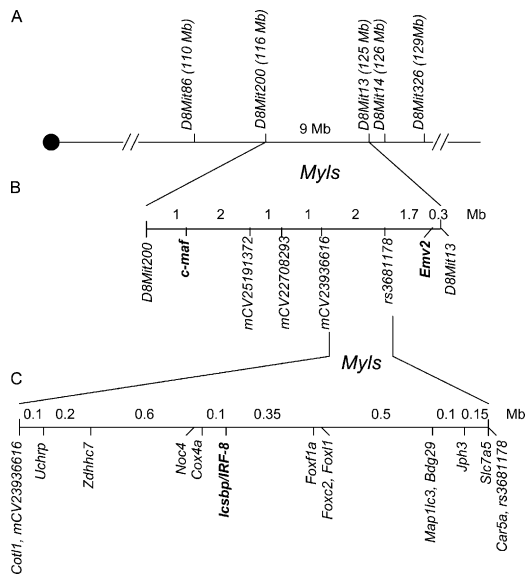 A
D8Mit86 (110 Mb)
D8Mit200 (116 Mb)
D8Mit13 (125 Mb)
D8Mit14 (126 Mb)
D8Mit326 (129Mb)
9 Mb
Myls
B
1 2 1 1 2 1.7 0.3 Mb
D8Mit200
c-maf
mCV25191372
mCV22708293
mCV23936616
rs3681178
Emv2
D8Mit13
Myls
C
0.1 0.2 0.6 0.1 0.35 0.5 0.1 0.15 Mb
Cotl1, mCV23936616
Uchrp
Zdhhc7
Noc4
Cox4a
Icsbp/IRF-8
Foxf1a
Foxc2, Foxl1
Map1lc3, Bdg29
Jph3
Slc7a5
Car5a, rs3681178